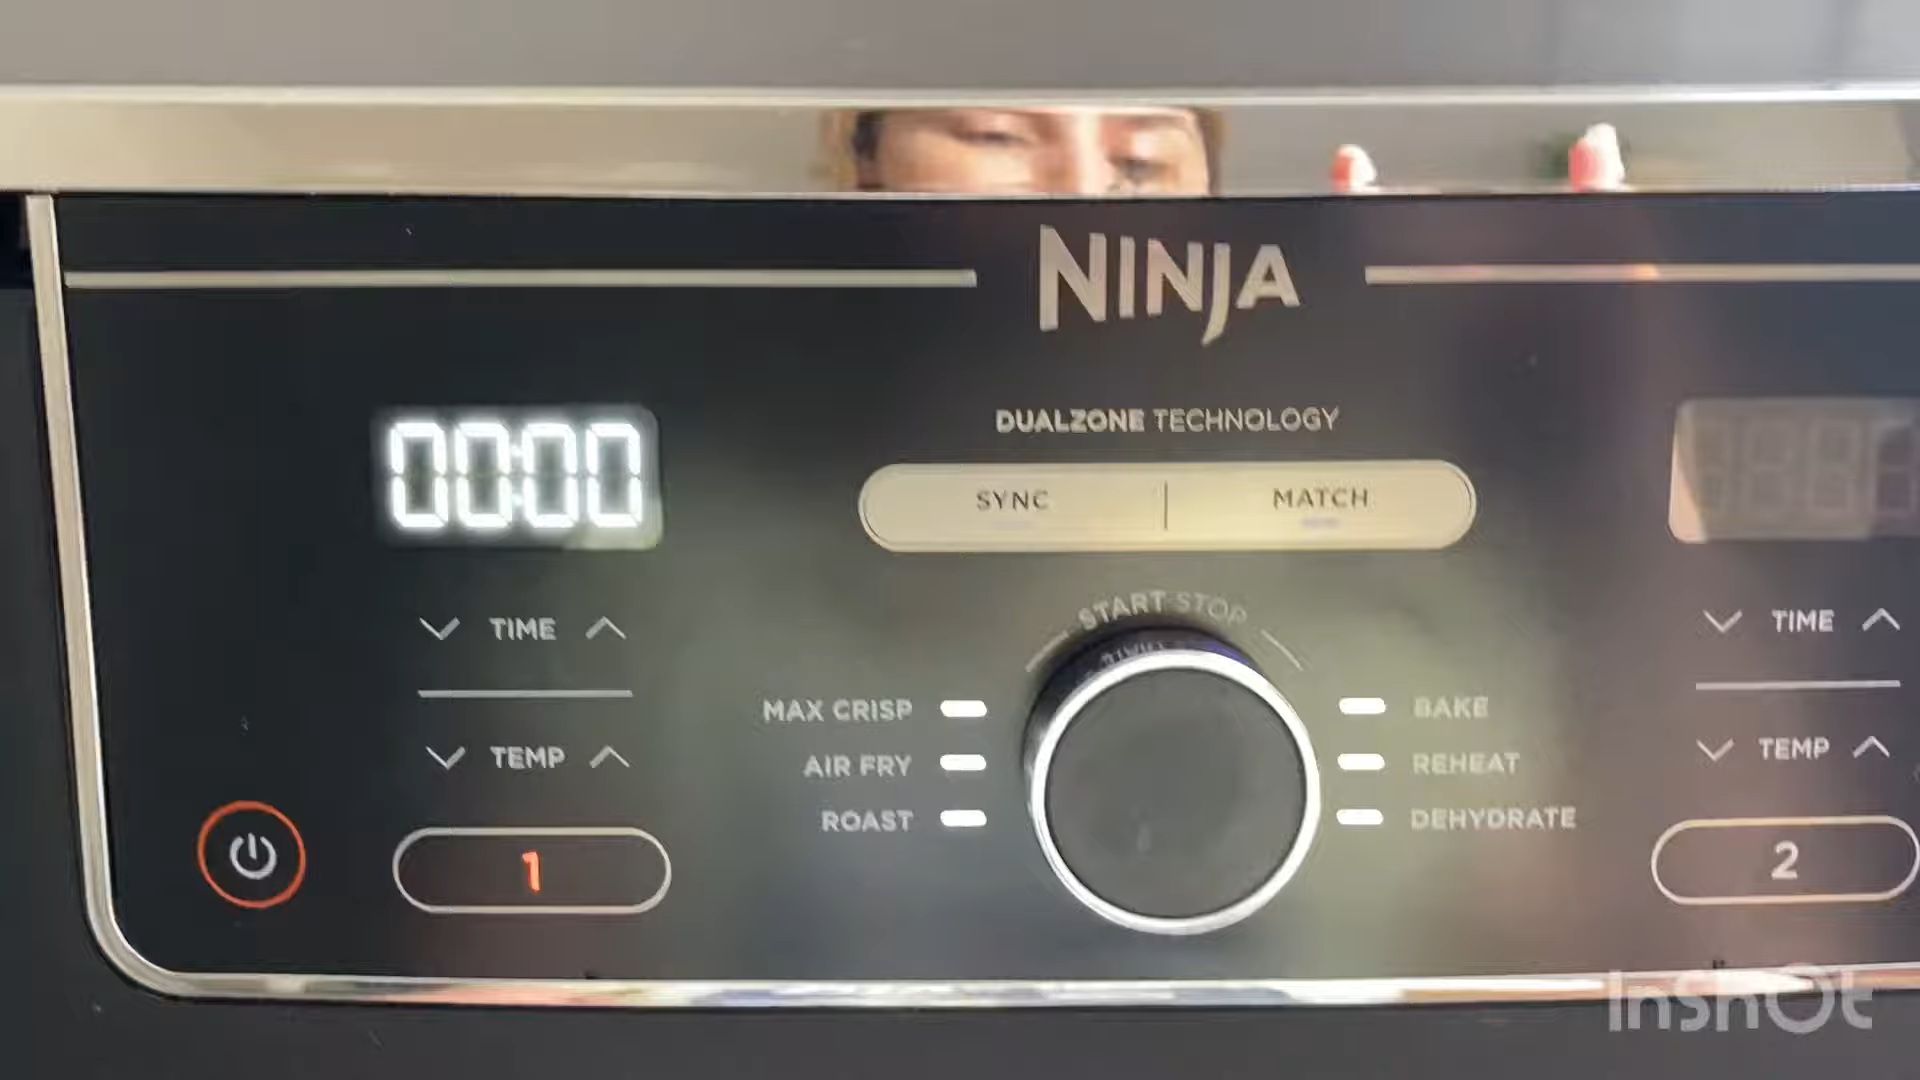 NINJA
00:00
DUALZONE TECHNOLOGY
SYNC
MATCH
START STOP
TIME
TIME
MAX CRISP
BAKE
TEMP
TEMP
AIR FRY
REHEAT
ROAST
DEHYDRATE
1
2
InShOt